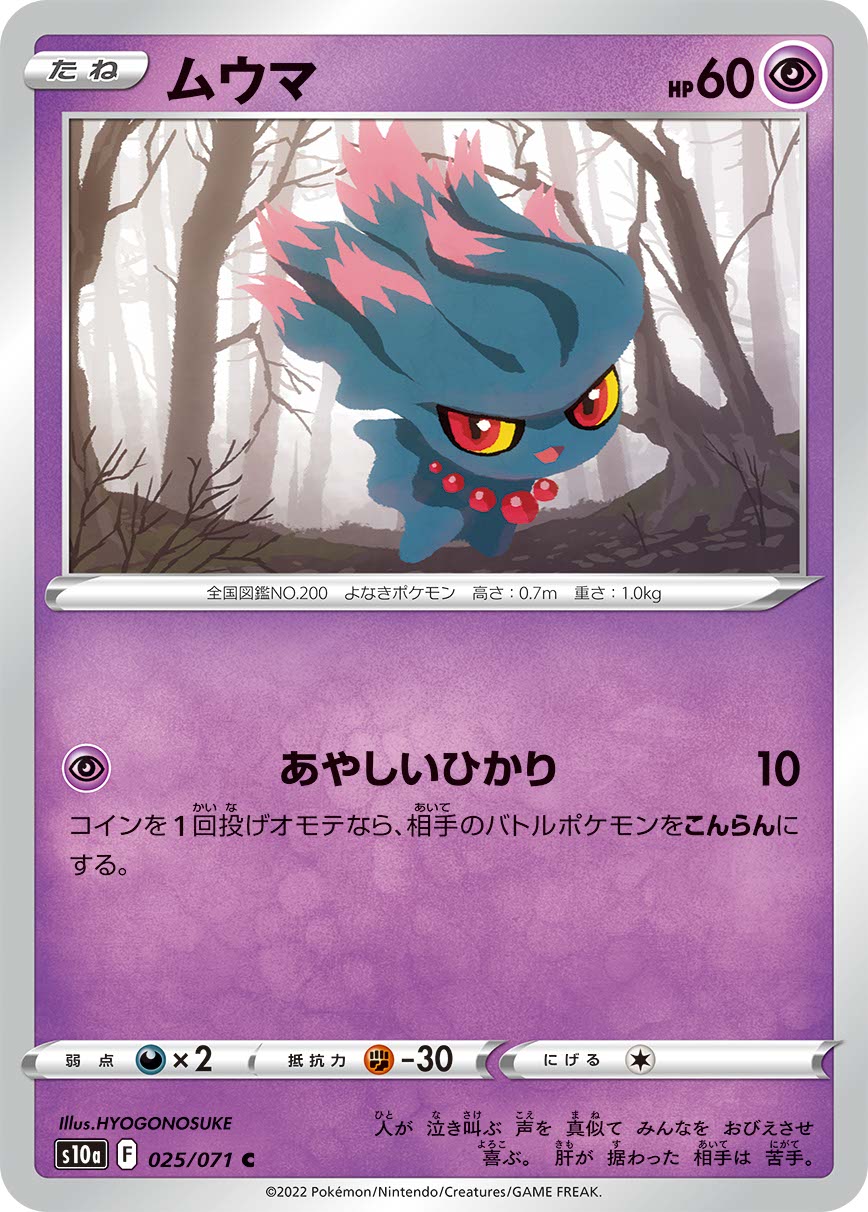 たね ムウマ HP60
全国図鑑NO.200 よなきポケモン 高さ：0.7m 重さ：1.0kg
あやしいひかり 10
コインを1回投げオモテなら、相手のバトルポケモンをこんらんに
する。
弱点 ×2 抵抗力 -30 にげる
Illus.HYOGONOSUKE
人が 泣き叫ぶ 声を 真似て みんなを おびえさせ
喜ぶ。 肝が 据わった 相手は 苦手。
s10a F 025/071 C
©2022 Pokémon/Nintendo/Creatures/GAME FREAK.